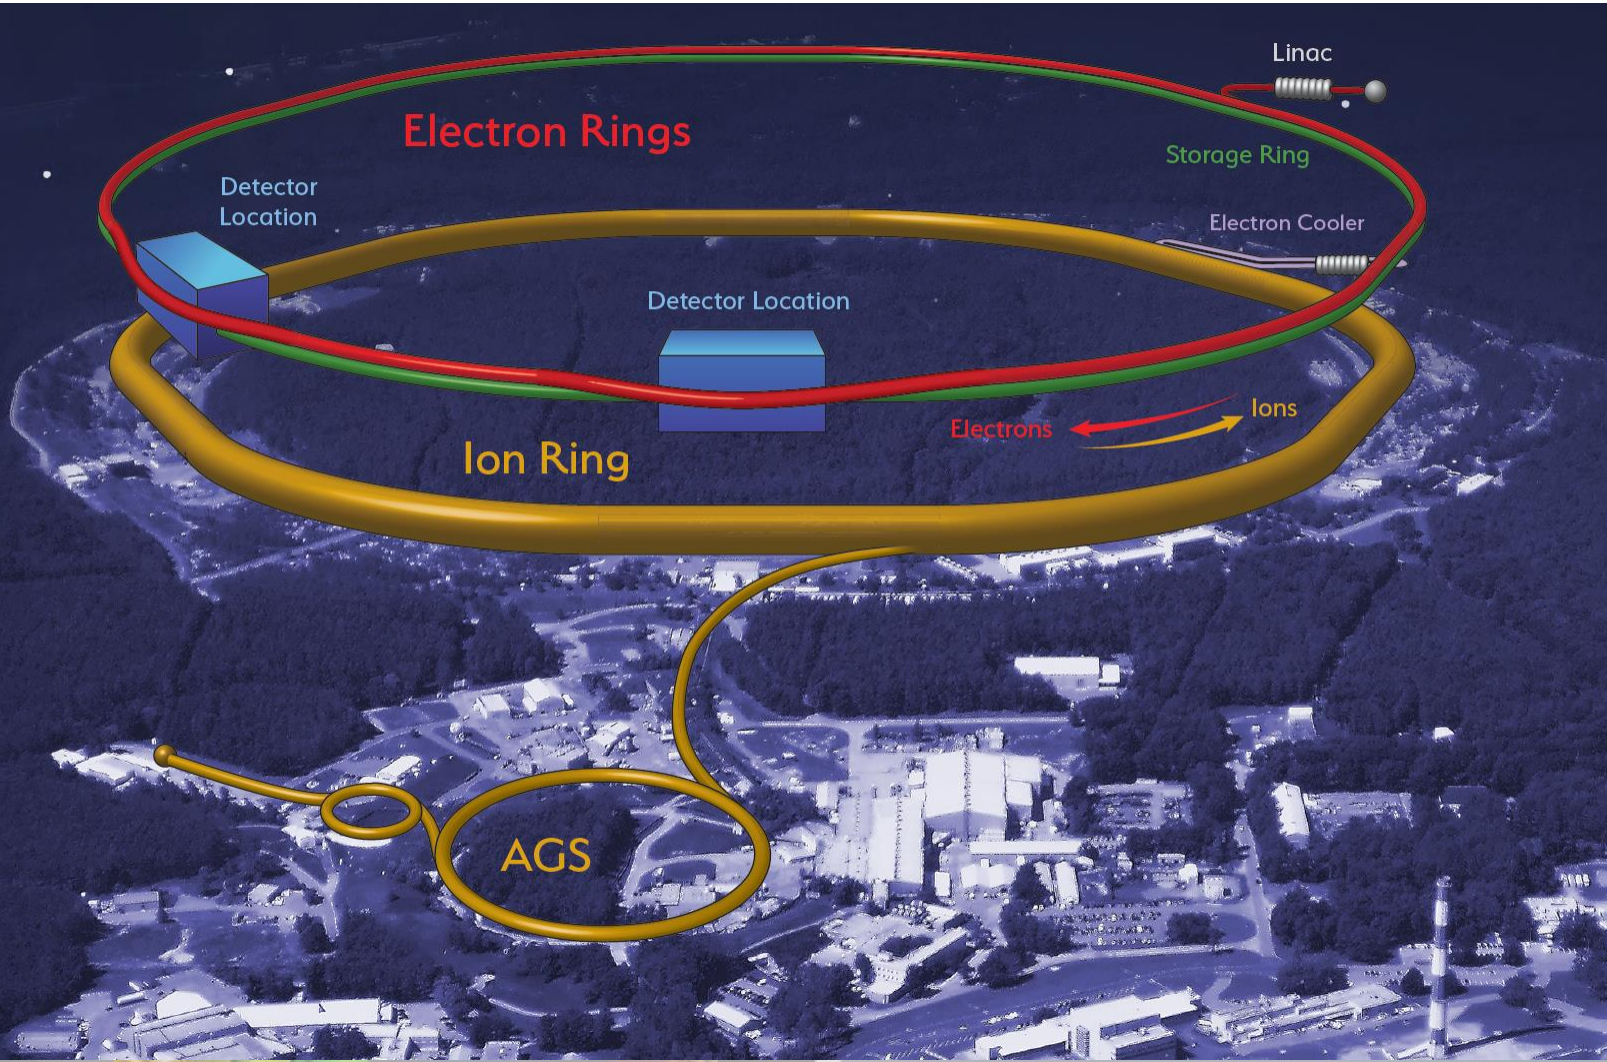 Linac
Electron Rings
Storage Ring
Detector
Location
Electron Cooler
Detector Location
Ions
Electrons
Ion Ring
AGS